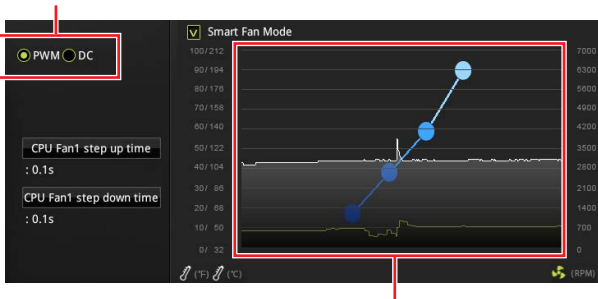 V Smart Fan Mode
PWM DC
CPU Fan1 step up time
: 0.1s
CPU Fan1 step down time
: 0.1s
100/212 7000
90/194 6300
80/176 5600
70/158 4900
60/140 4200
50/122 3500
40/104 2800
30/ 86 2100
20/ 68 1400
10/ 50 700
0/ 32 0
(°F) (°C) (RPM)